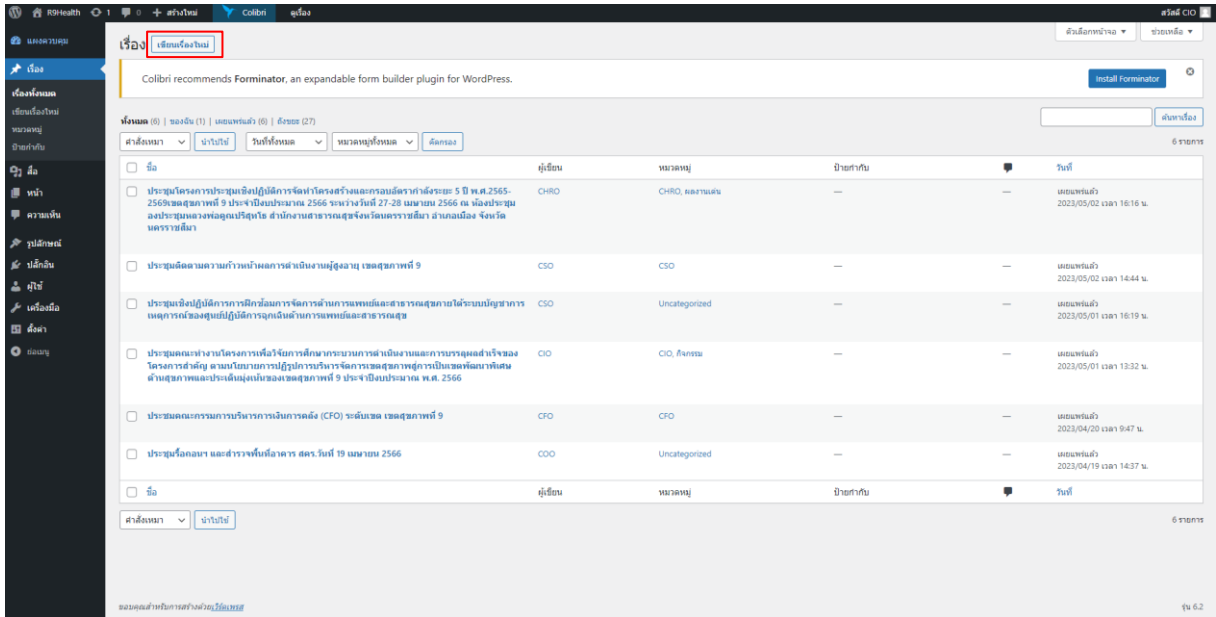 R9Health 1 0 สร้างใหม่ Colibri ดูเรื่อง สวัสดี CIO
แผงควบคุม
เรื่อง
เรื่องทั้งหมด
เขียนเรื่องใหม่
หมวดหมู่
ป้ายกำกับ
สื่อ
หน้า
ความเห็น
รูปลักษณ์
ปลั๊กอิน
ผู้ใช้
เครื่องมือ
ตั้งค่า
ย่อเมนู
ตัวเลือกหน้าจอ ช่วยเหลือ
เรื่อง เขียนเรื่องใหม่
Colibri recommends Forminator, an expandable form builder plugin for WordPress. Install Forminator
ทั้งหมด (6) | ของฉัน (1) | เผยแพร่แล้ว (6) | ถังขยะ (27) ค้นหาเรื่อง
คำสั่งเหมา นำไปใช้ วันที่ทั้งหมด หมวดหมู่ทั้งหมด คัดกรอง 6 รายการ
ชื่อ ผู้เขียน หมวดหมู่ ป้ายกำกับ วันที่
ประชุมโครงการประชุมเชิงปฏิบัติการจัดทำโครงสร้างและกรอบอัตรากำลังระยะ 5 ปี พ.ศ.2565- CHRO CHRO, ผลงานเด่น — — เผยแพร่แล้ว
2569เขตสุขภาพที่ 9 ประจำปีงบประมาณ 2566 ระหว่างวันที่ 27-28 เมษายน 2566 ณ ห้องประชุม 2023/05/02 เวลา 16:16 น.
องประชุมหลวงพ่อคูณปริสุทโธ สำนักงานสาธารณสุขจังหวัดนครราชสีมา อำเภอเมือง จังหวัด
นครราชสีมา
ประชุมติดตามความก้าวหน้าผลการดำเนินงานผู้สูงอายุ เขตสุขภาพที่ 9 CSO CSO — — เผยแพร่แล้ว
2023/05/02 เวลา 14:44 น.
ประชุมเชิงปฏิบัติการการฝึกซ้อมการจัดการด้านการแพทย์และสาธารณสุขภายใต้ระบบบัญชาการ CSO Uncategorized — — เผยแพร่แล้ว
เหตุการณ์ของศูนย์ปฏิบัติการฉุกเฉินด้านการแพทย์และสาธารณสุข 2023/05/01 เวลา 16:19 น.
ประชุมคณะทำงานโครงการเพื่อวิจัยการศึกษากระบวนการดำเนินงานและการบรรลุผลสำเร็จของ CIO CIO, กิจกรรม — — เผยแพร่แล้ว
โครงการสำคัญ ตามนโยบายการปฏิรูปการบริหารจัดการเขตสุขภาพสู่การเป็นเขตพัฒนาพิเศษ 2023/05/01 เวลา 13:32 น.
ด้านสุขภาพและประเด็นมุ่งเน้นของเขตสุขภาพที่ 9 ประจำปีงบประมาณ พ.ศ. 2566
ประชุมคณะกรรมการบริหารการเงินการคลัง (CFO) ระดับเขต เขตสุขภาพที่ 9 CFO CFO — — เผยแพร่แล้ว
2023/04/20 เวลา 9:47 น.
ประชุมรื้อถอนฯ และสำรวจพื้นที่อาคาร สคร.วันที่ 19 เมษายน 2566 COO Uncategorized — — เผยแพร่แล้ว
2023/04/19 เวลา 14:37 น.
ชื่อ ผู้เขียน หมวดหมู่ ป้ายกำกับ วันที่
คำสั่งเหมา นำไปใช้ 6 รายการ
ขอบคุณสำหรับการสร้างด้วยเวิร์ดเพรส รุ่น 6.2